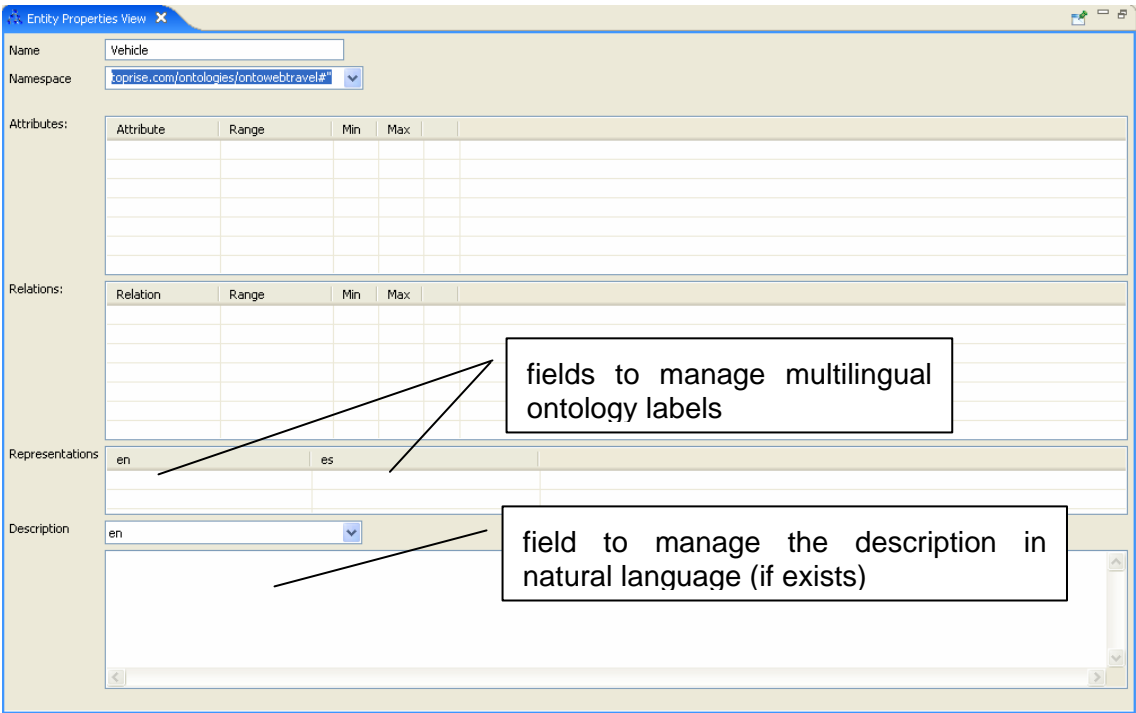 Entity Properties View
Name Vehicle
Namespace toprise.com/ontologies/ontowebtravel#"
Attributes: Attribute Range Min Max
Relations: Relation Range Min Max
fields to manage multilingual
ontology labels
Representations en es
Description en
field to manage the description in
natural language (if exists)